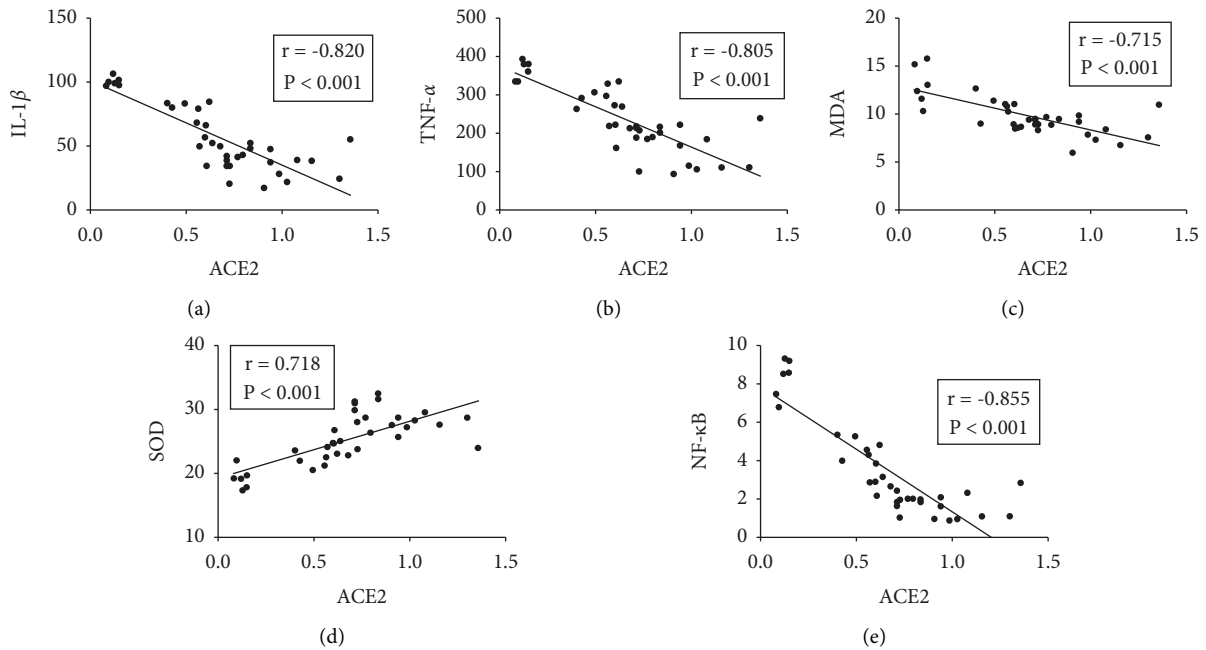 150
100
50
0
IL-1β
r = -0.820
P < 0.001
0.0 0.5 1.0 1.5
ACE2
(a)
500
400
300
200
100
0
TNF-α
r = -0.805
P < 0.001
0.0 0.5 1.0 1.5
ACE2
(b)
20
15
10
5
0
MDA
r = -0.715
P < 0.001
0.0 0.5 1.0 1.5
ACE2
(c)
40
30
20
10
SOD
r = 0.718
P < 0.001
0.0 0.5 1.0 1.5
ACE2
(d)
10
8
6
4
2
0
NF-κB
r = -0.855
P < 0.001
0.0 0.5 1.0 1.5
ACE2
(e)